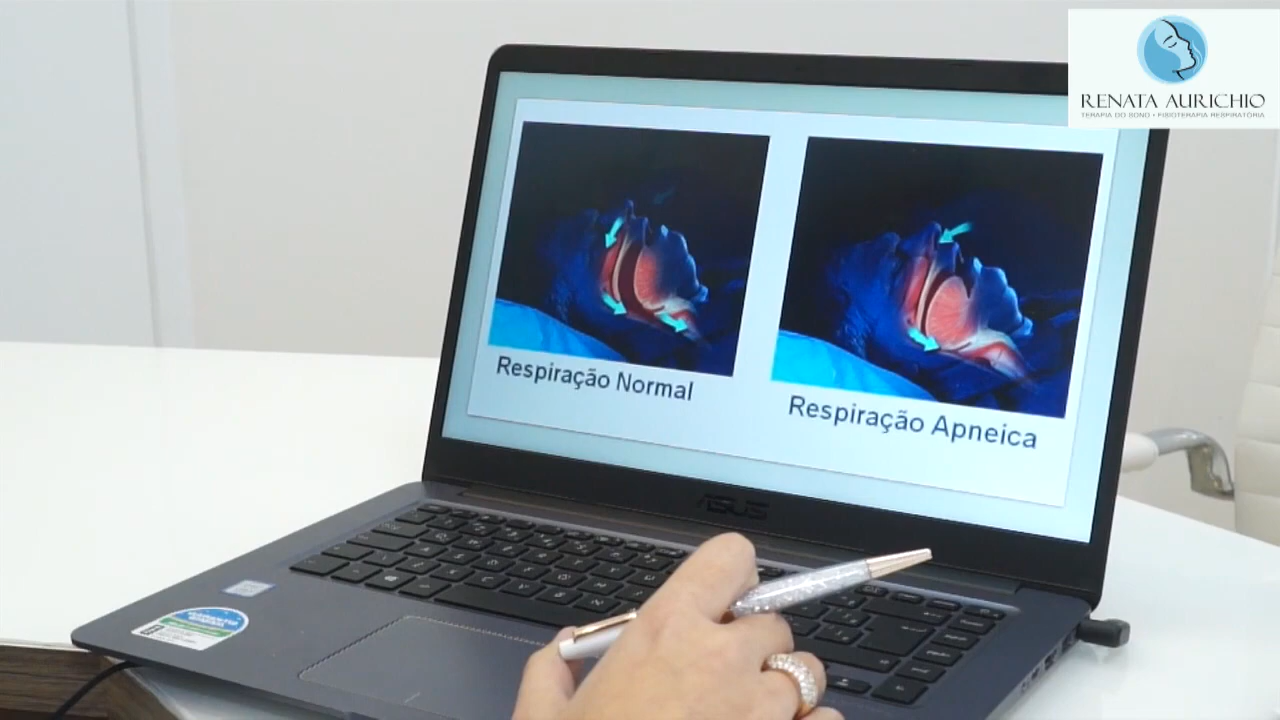 RENATA AURICHIO
TERAPIA DO SONO • FISIOTERAPIA RESPIRATÓRIA
Respiração Normal
Respiração Apneica
ASUS